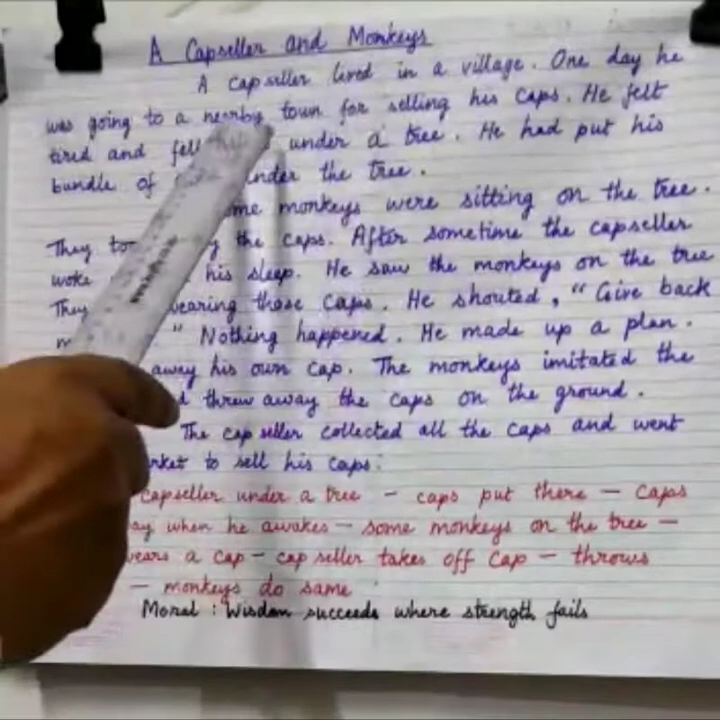 A Capseller and Monkeys
A capseller lived in a village. One day he
was going to a nearby town for selling his caps. He felt
tired and fell under a tree. He had put his
bundle of under the tree.
monkeys were sitting on the tree.
They the caps. After sometime the capseller
woke his sleep. He saw the monkeys on the tree
They wearing those caps. He shouted, "Give back
" Nothing happened. He made up a plan.
away his own cap. The monkeys imitated the
threw away the caps on the ground.
The cap seller collected all the caps and went
to sell his caps.
capseller under a tree - caps put there - caps
when he awakes - some monkeys on the tree -
wears a cap - cap seller takes off cap - throws
- monkeys do same
Moral : Wisdom succeeds where strength fails